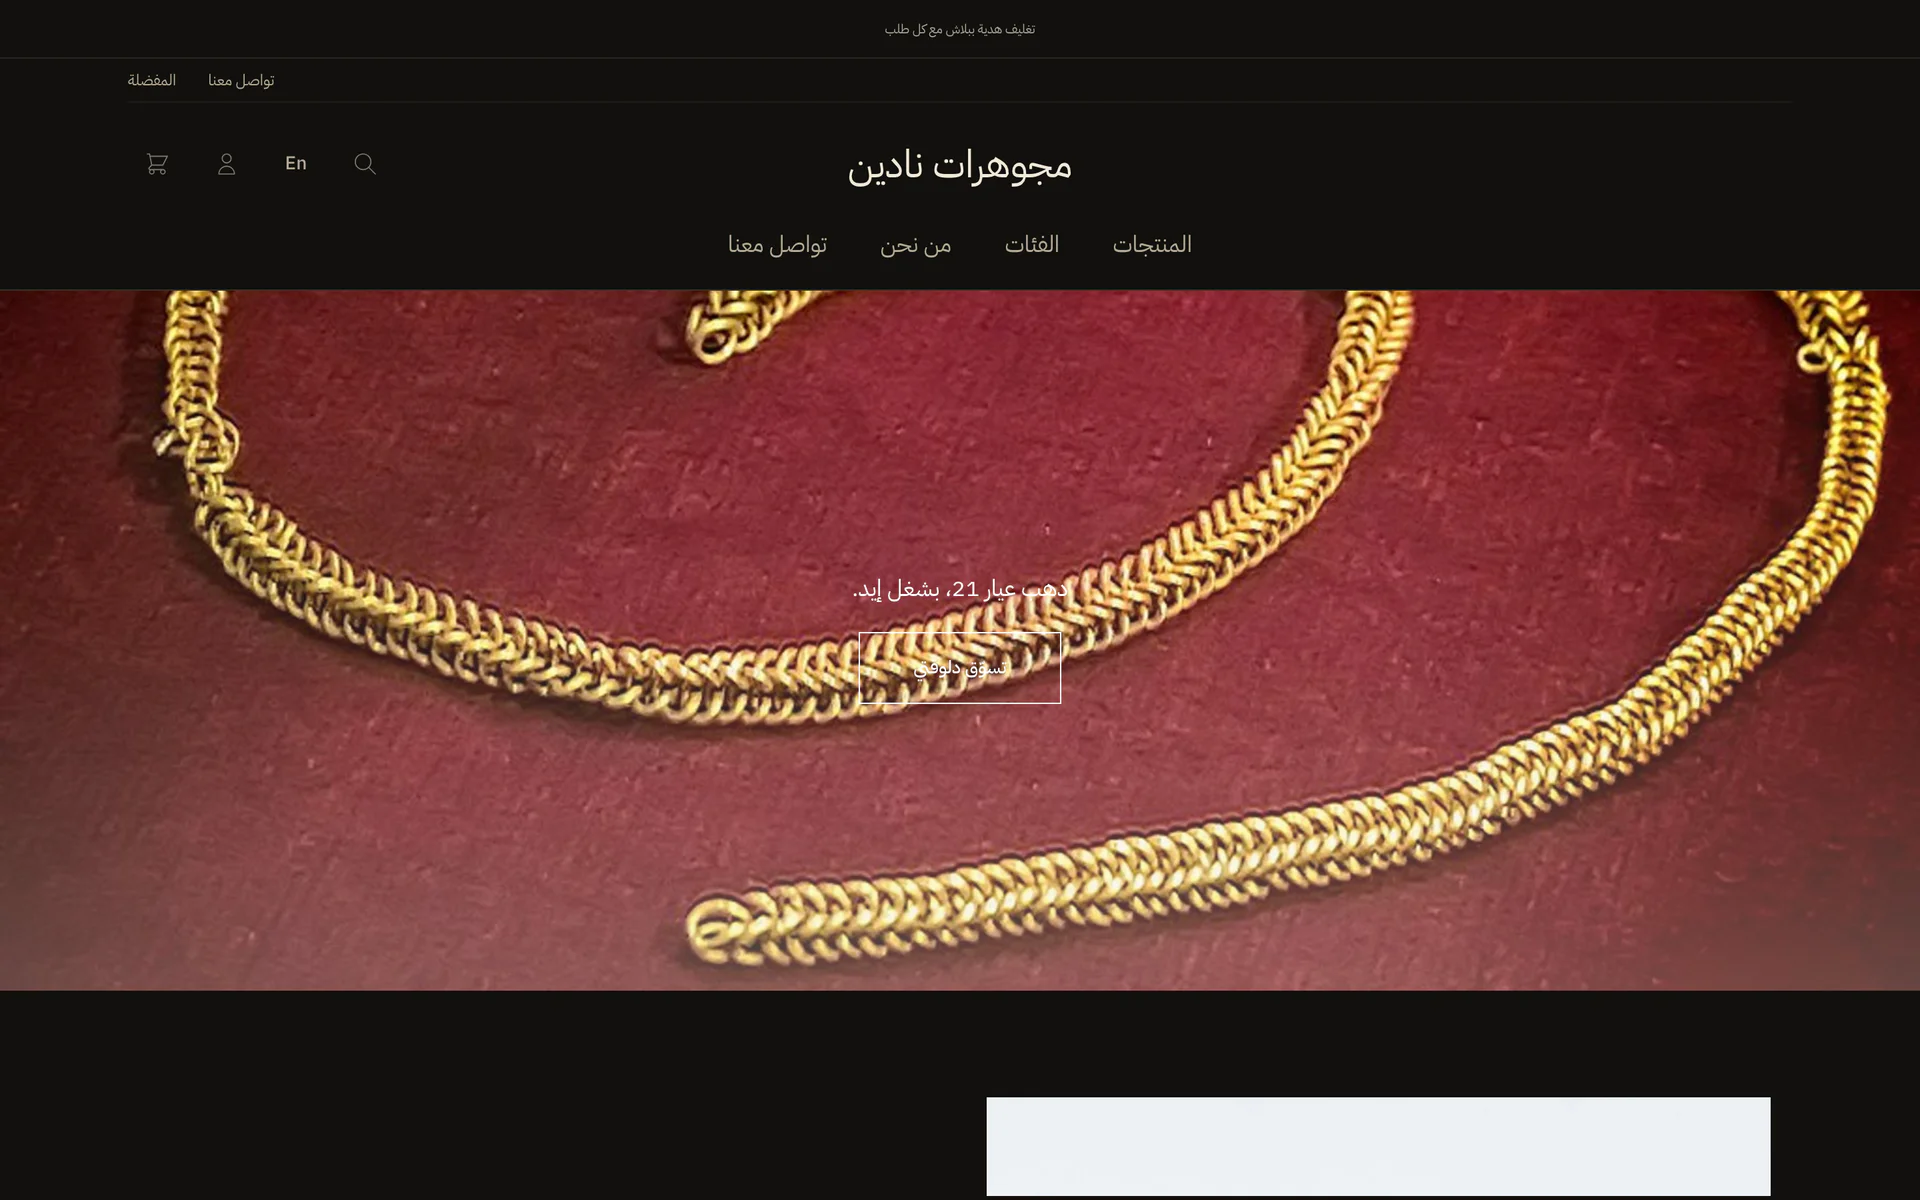 تغليف هدية ببلاش مع كل طلب
تواصل معنا
المفضلة
مجوهرات نادين
En
المنتجات
الفئات
من نحن
تواصل معنا
دهب عيار 21، بشغل إيد.
تسوّق دلوقتي